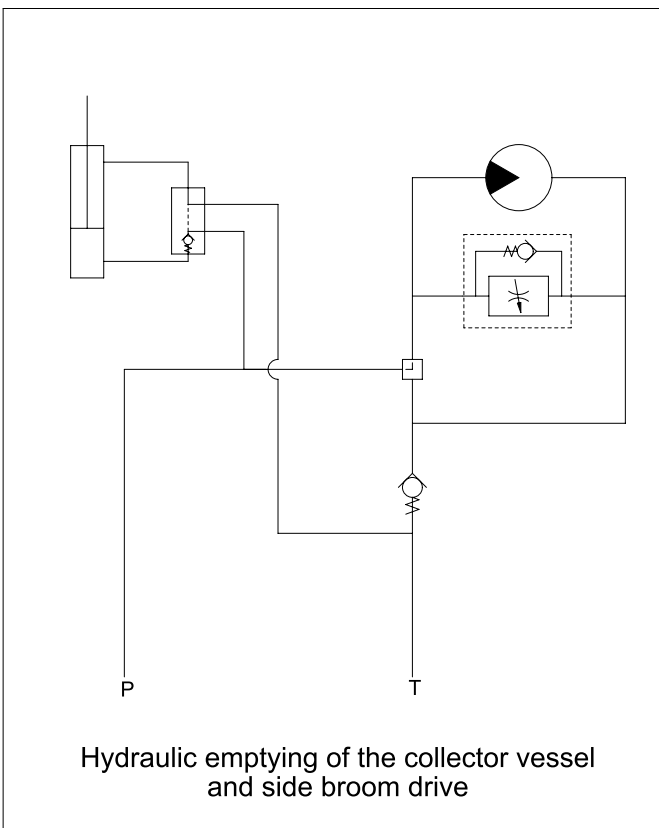 P
T
Hydraulic emptying of the collector vessel
and side broom drive